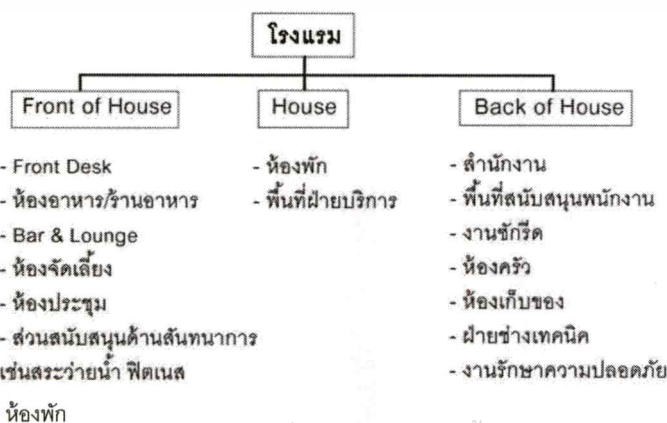 โรงแรม
Front of House
House
Back of House
- Front Desk
- ห้องอาหาร/ร้านอาหาร
- Bar & Lounge
- ห้องจัดเลี้ยง
- ห้องประชุม
- ส่วนสนับสนุนด้านสันทนาการ
เช่นสระว่ายน้ำ ฟิตเนส
- ห้องพัก
- พื้นที่ฝ่ายบริการ
- สำนักงาน
- พื้นที่สนับสนุนพนักงาน
- งานซักรีด
- ห้องครัว
- ห้องเก็บของ
- ฝ่ายช่างเทคนิค
- งานรักษาความปลอดภัย
ห้องพัก